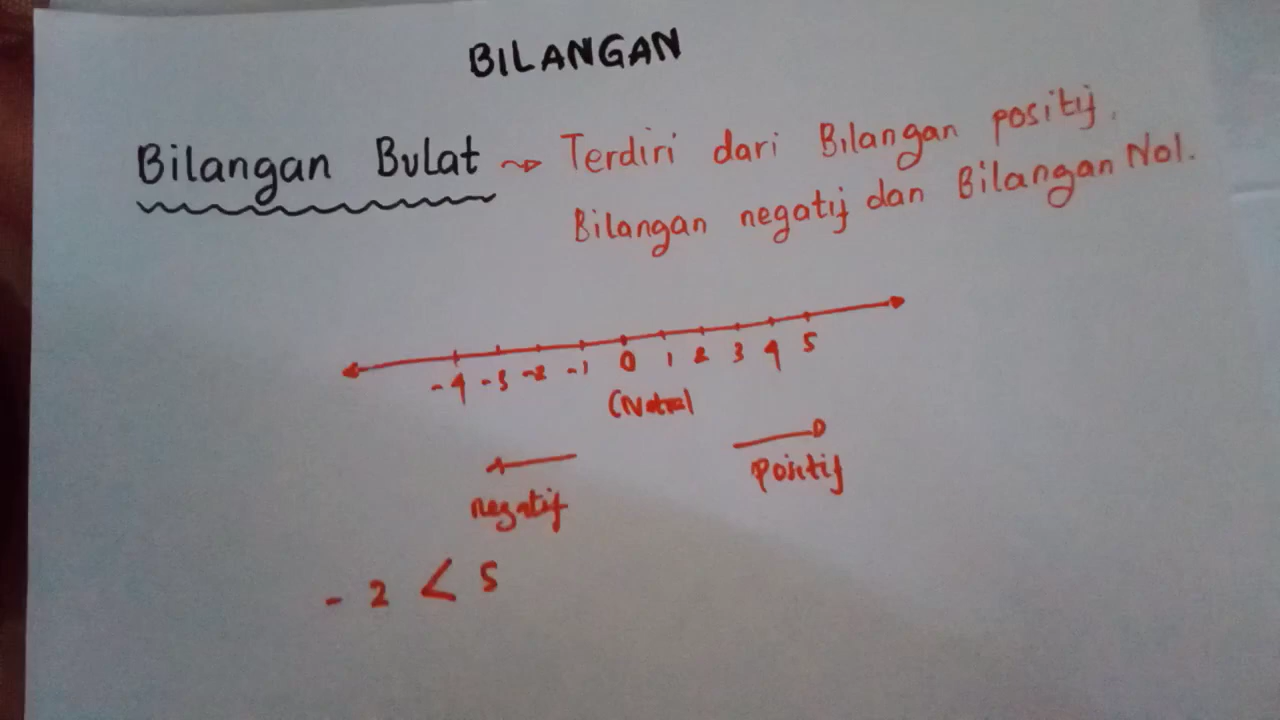 BILANGAN
Bilangan Bulat → Terdiri dari Bilangan positif,
Bilangan negatif dan Bilangan Nol.
-4 -3 -2 -1 0 1 2 3 4 5
negatif
positif
- 2 < 5